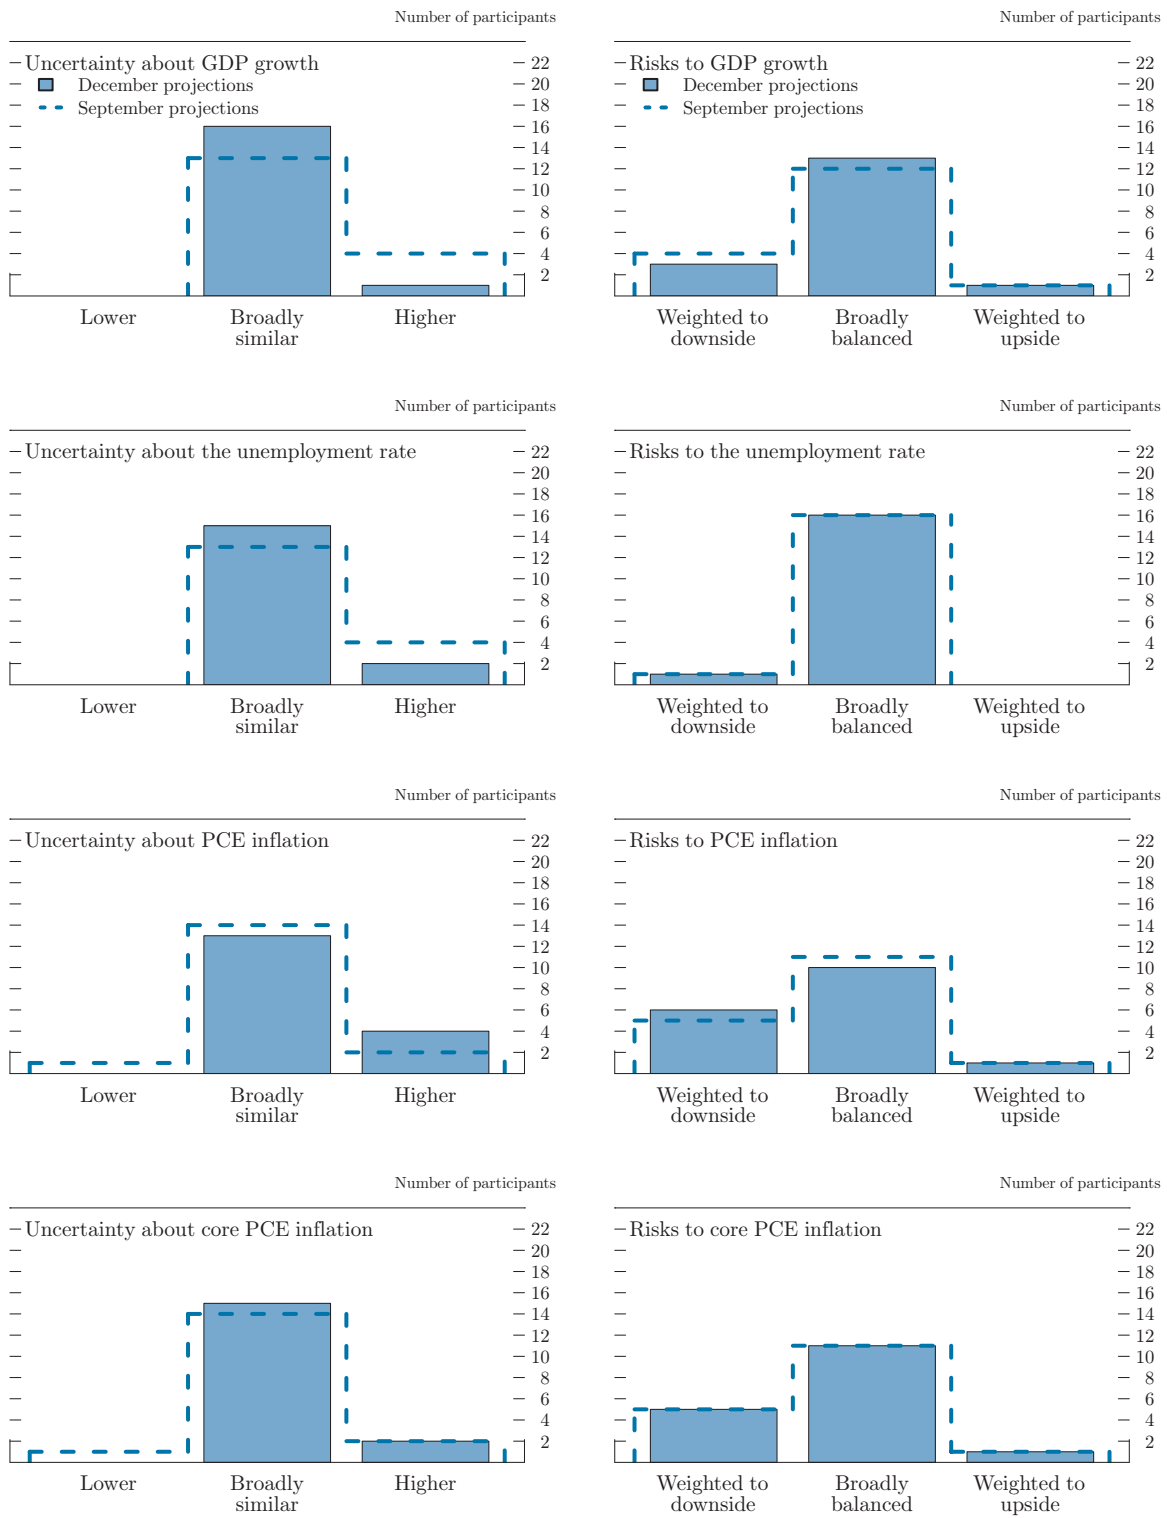 Number of participants
Uncertainty about GDP growth
December projections
September projections
22
20
18
16
14
12
10
8
6
4
2
Lower
Broadly
similar
Higher
Number of participants
Risks to GDP growth
December projections
September projections
22
20
18
16
14
12
10
8
6
4
2
Weighted to
downside
Broadly
balanced
Weighted to
upside
Number of participants
Uncertainty about the unemployment rate
22
20
18
16
14
12
10
8
6
4
2
Lower
Broadly
similar
Higher
Number of participants
Risks to the unemployment rate
22
20
18
16
14
12
10
8
6
4
2
Weighted to
downside
Broadly
balanced
Weighted to
upside
Number of participants
Uncertainty about PCE inflation
22
20
18
16
14
12
10
8
6
4
2
Lower
Broadly
similar
Higher
Number of participants
Risks to PCE inflation
22
20
18
16
14
12
10
8
6
4
2
Weighted to
downside
Broadly
balanced
Weighted to
upside
Number of participants
Uncertainty about core PCE inflation
22
20
18
16
14
12
10
8
6
4
2
Lower
Broadly
similar
Higher
Number of participants
Risks to core PCE inflation
22
20
18
16
14
12
10
8
6
4
2
Weighted to
downside
Broadly
balanced
Weighted to
upside